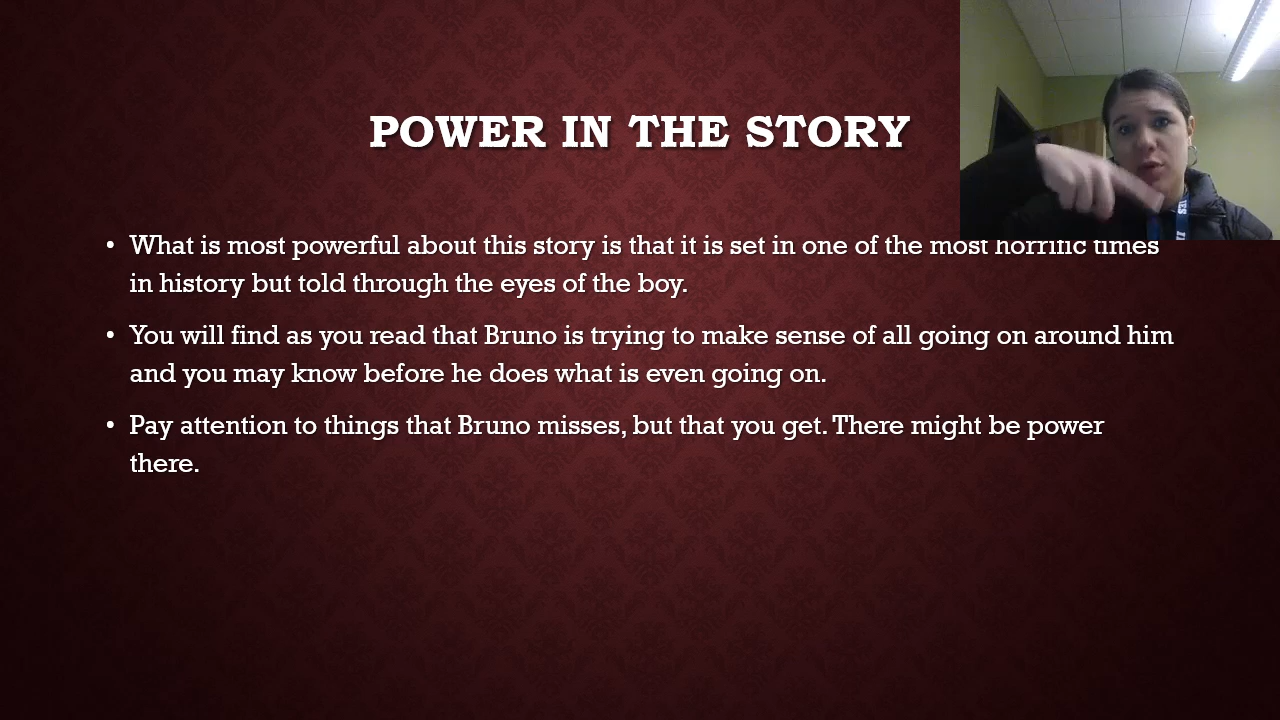 POWER IN THE STORY
• What is most powerful about this story is that it is set in one of the most horrific times
in history but told through the eyes of the boy.
• You will find as you read that Bruno is trying to make sense of all going on around him
and you may know before he does what is even going on.
• Pay attention to things that Bruno misses, but that you get. There might be power
there.